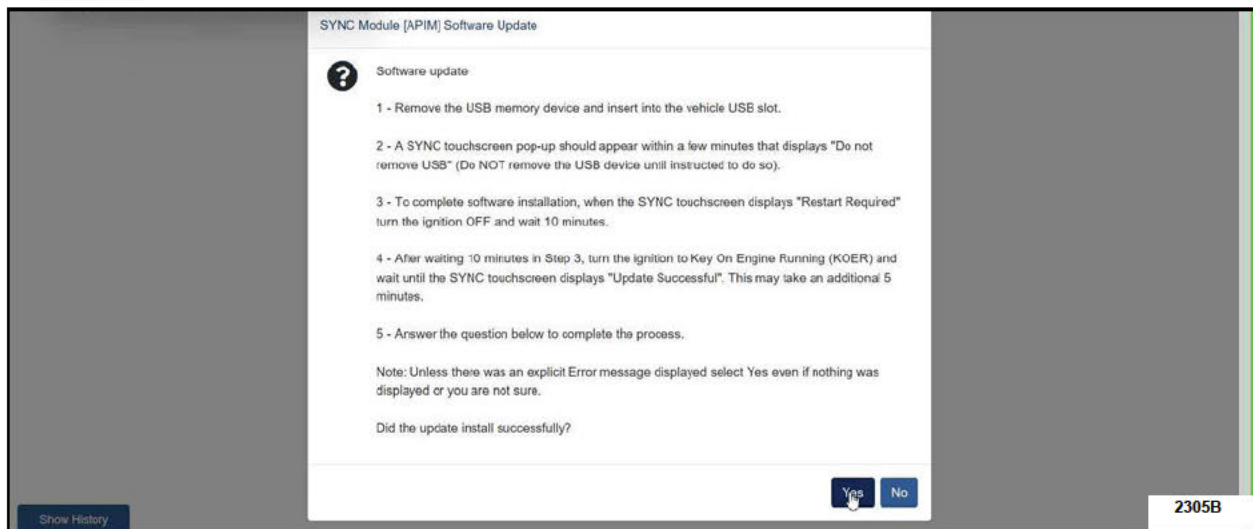 SYNC Module [APIM] Software Update
Software update
1 - Remove the USB memory device and insert into the vehicle USB slot.
2 - A SYNC touchscreen pop-up should appear within a few minutes that displays "Do not
remove USB" (Do NOT remove the USB device until instructed to do so).
3 - To complete software installation, when the SYNC touchscreen displays "Restart Required"
turn the ignition OFF and wait 10 minutes.
4 - After waiting 10 minutes in Step 3, turn the ignition to Key On Engine Running (KOER) and
wait until the SYNC touchscreen displays "Update Successful". This may take an additional 5
minutes.
5 - Answer the question below to complete the process.
Note: Unless there was an explicit Error message displayed select Yes even if nothing was
displayed or you are not sure.
Did the update install successfully?
Yes No
Show History
2305B